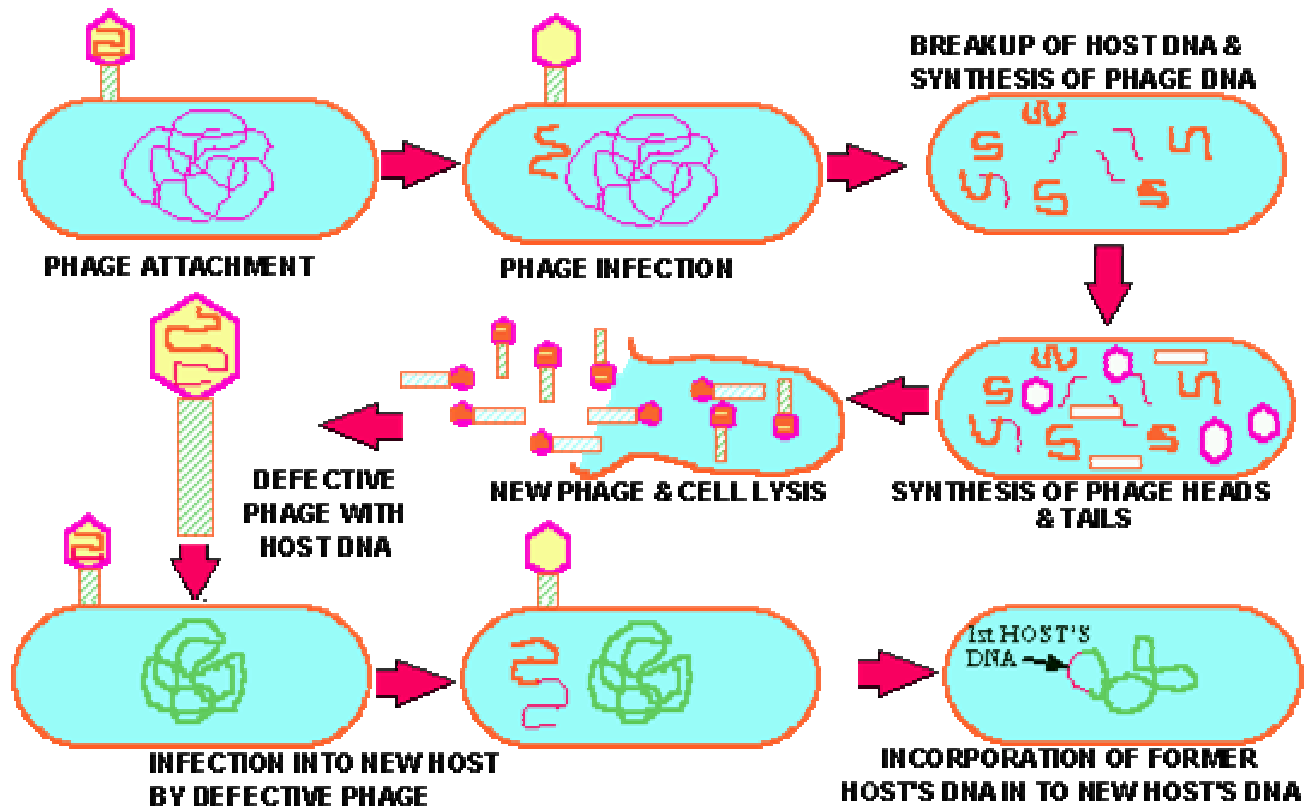 BREAKUP OF HOST DNA &
SYNTHESIS OF PHAGE DNA
PHAGE ATTACHMENT
PHAGE INFECTION
SYNTHESIS OF PHAGE HEADS
& TAILS
NEW PHAGE & CELL LYSIS
DEFECTIVE
PHAGE WITH
HOST DNA
INFECTION INTO NEW HOST
BY DEFECTIVE PHAGE
1st HOST'S
DNA
INCORPORATION OF FORMER
HOST'S DNA IN TO NEW HOST'S DNA